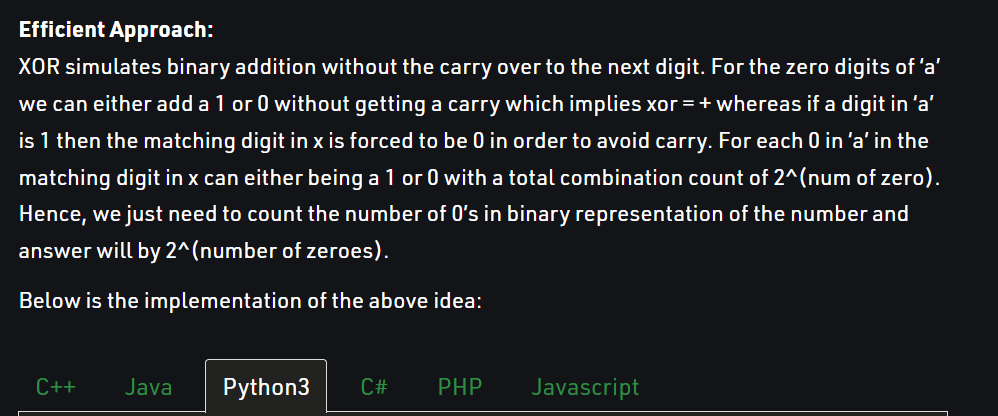 Efficient Approach:
XOR simulates binary addition without the carry over to the next digit. For the zero digits of ‘a’
we can either add a 1 or 0 without getting a carry which implies xor = + whereas if a digit in ‘a’
is 1 then the matching digit in x is forced to be 0 in order to avoid carry. For each 0 in ‘a’ in the
matching digit in x can either being a 1 or 0 with a total combination count of 2^(num of zero).
Hence, we just need to count the number of 0’s in binary representation of the number and
answer will by 2^(number of zeroes).
Below is the implementation of the above idea:
C++ Java Python3 C# PHP Javascript